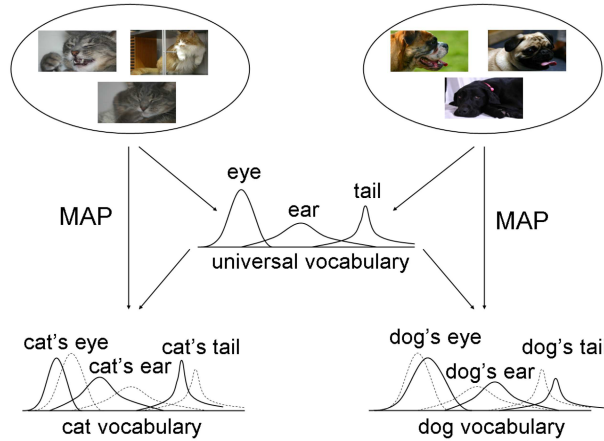 eye
tail
ear
MAP
MAP
universal vocabulary
cat's eye
cat's tail
cat's ear
dog's eye
dog's tail
dog's ear
cat vocabulary
dog vocabulary